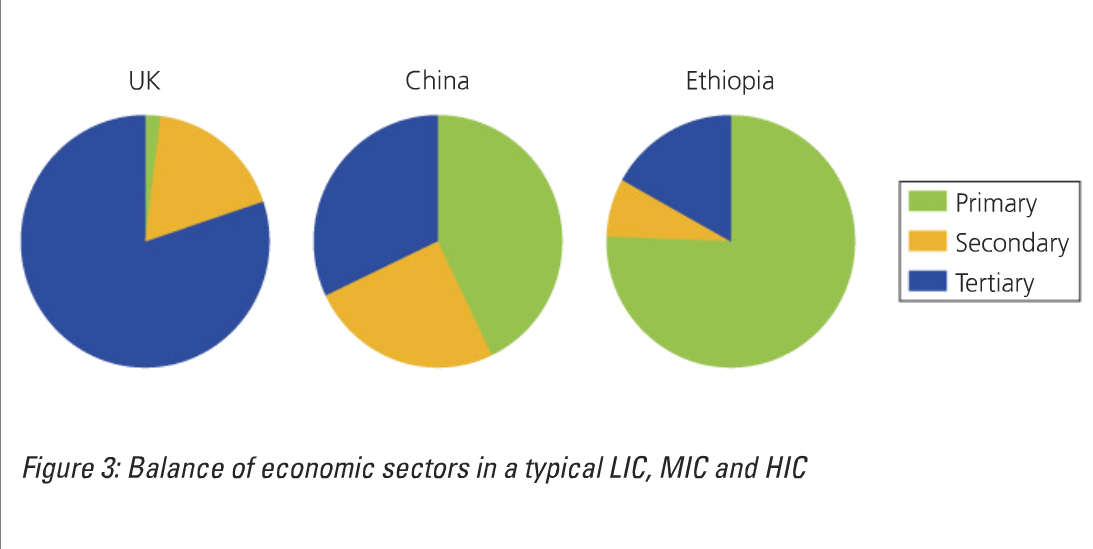 UK
China
Ethiopia
Primary
Secondary
Tertiary
Figure 3: Balance of economic sectors in a typical LIC, MIC and HIC